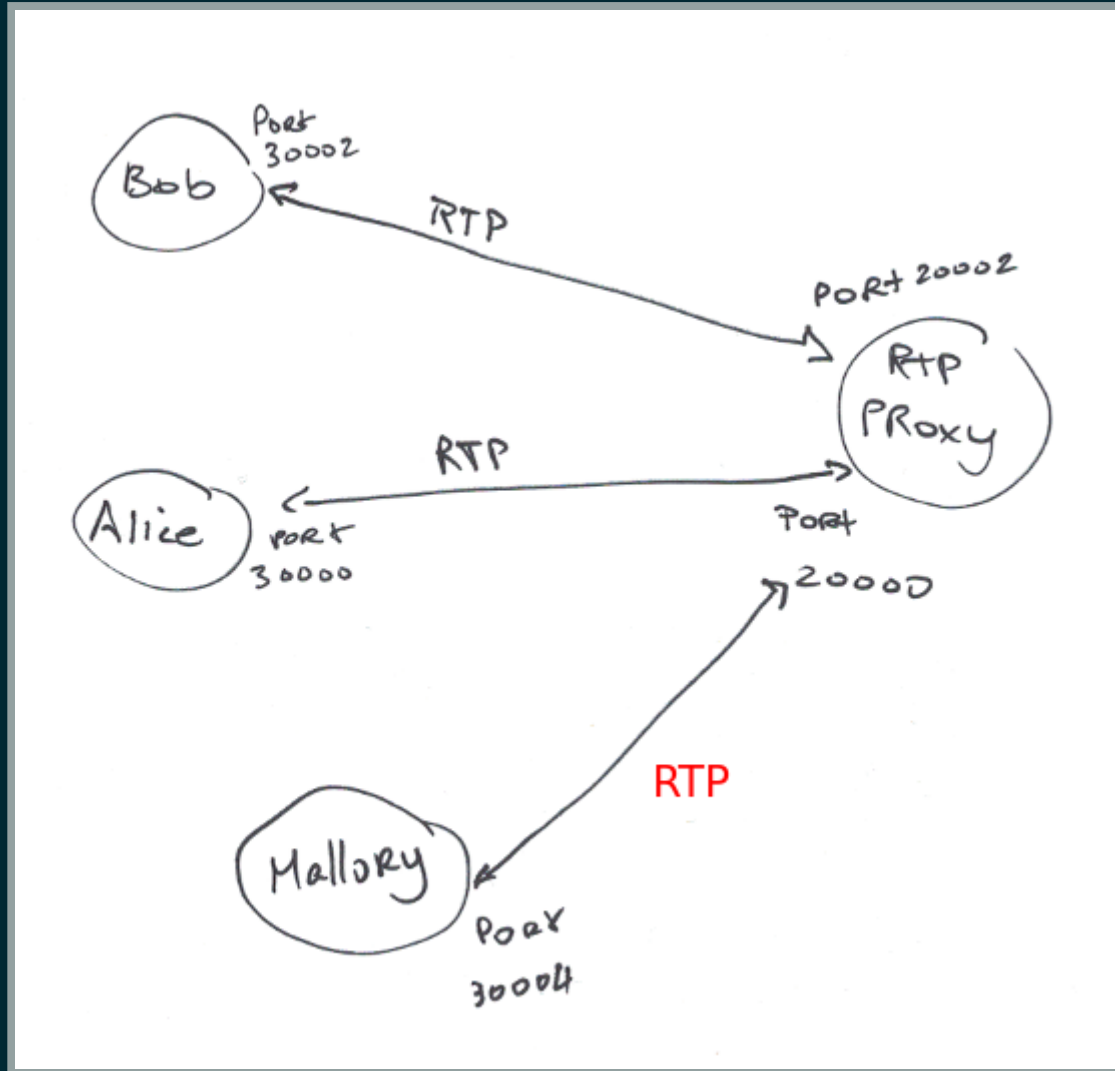 Port
30002
Bob
RTP
PORt 20002
RtP
PRoxy
RTP
Alice
PORt
30000
Port
20000
RTP
Mallory
Port
30004